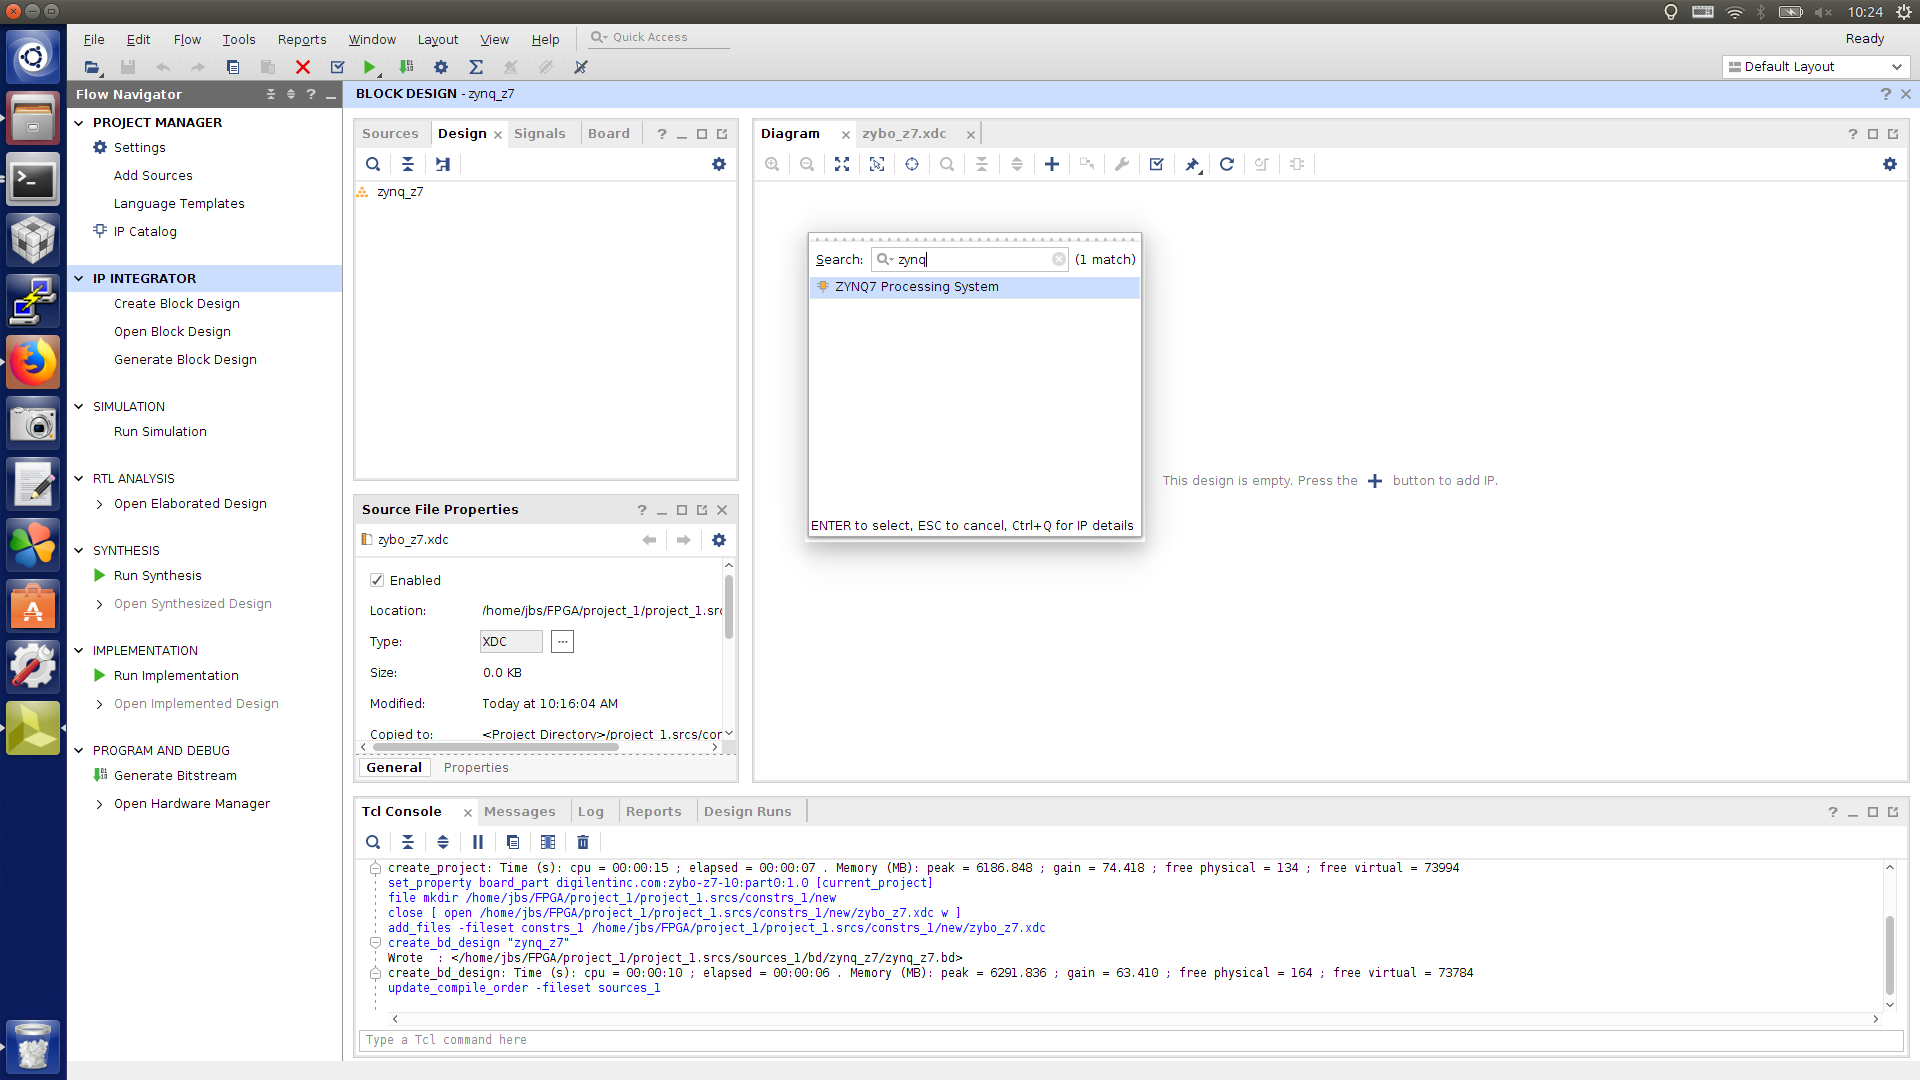 10:24
File Edit Flow Tools Reports Window Layout View Help Quick Access Ready
Default Layout
Flow Navigator
PROJECT MANAGER
Settings
Add Sources
Language Templates
IP Catalog
IP INTEGRATOR
Create Block Design
Open Block Design
Generate Block Design
SIMULATION
Run Simulation
RTL ANALYSIS
Open Elaborated Design
SYNTHESIS
Run Synthesis
Open Synthesized Design
IMPLEMENTATION
Run Implementation
Open Implemented Design
PROGRAM AND DEBUG
Generate Bitstream
Open Hardware Manager
BLOCK DESIGN - zynq_z7
Sources Design Signals Board
zynq_z7
Source File Properties
zybo_z7.xdc
Enabled
Location: /home/jbs/FPGA/project_1/project_1.src
Type: XDC
Size: 0.0 KB
Modified: Today at 10:16:04 AM
Copied to: <Project Directory>/project_1.srcs/con
General Properties
Diagram zybo_z7.xdc
Search: zynq (1 match)
ZYNQ7 Processing System
ENTER to select, ESC to cancel, Ctrl+Q for IP details
This design is empty. Press the + button to add IP.
Tcl Console Messages Log Reports Design Runs
create_project: Time (s): cpu = 00:00:15 ; elapsed = 00:00:07 . Memory (MB): peak = 6186.848 ; gain = 74.418 ; free physical = 134 ; free virtual = 73994
set_property board_part digilentinc.com:zybo-z7-10:part0:1.0 [current_project]
file mkdir /home/jbs/FPGA/project_1/project_1.srcs/constrs_1/new
close [ open /home/jbs/FPGA/project_1/project_1.srcs/constrs_1/new/zybo_z7.xdc w ]
add_files -fileset constrs_1 /home/jbs/FPGA/project_1/project_1.srcs/constrs_1/new/zybo_z7.xdc
create_bd_design "zynq_z7"
Wrote : </home/jbs/FPGA/project_1/project_1.srcs/sources_1/bd/zynq_z7/zynq_z7.bd>
create_bd_design: Time (s): cpu = 00:00:10 ; elapsed = 00:00:06 . Memory (MB): peak = 6291.836 ; gain = 63.410 ; free physical = 164 ; free virtual = 73784
update_compile_order -fileset sources_1
Type a Tcl command here